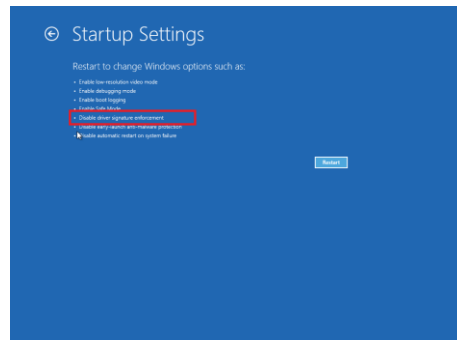 Startup Settings
Restart to change Windows options such as:
• Enable low-resolution video mode
• Enable debugging mode
• Enable boot logging
• Enable Safe Mode
• Disable driver signature enforcement
• Disable early-launch anti-malware protection
• Disable automatic restart on system failure
Restart